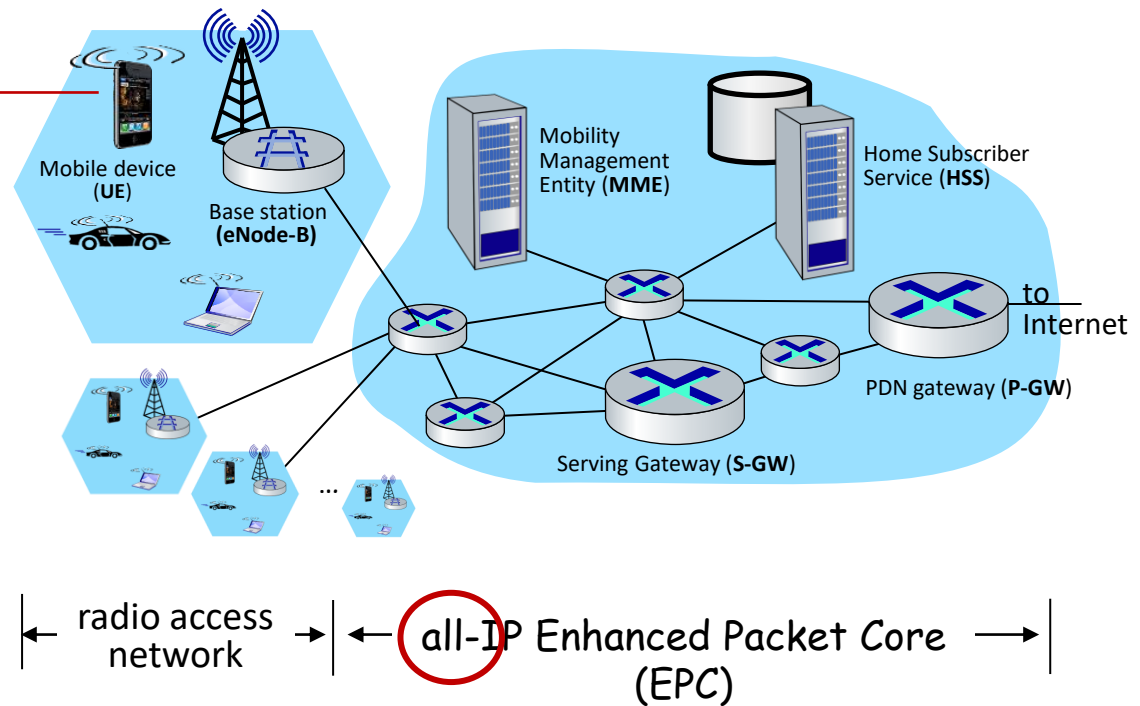 Mobile device
(UE)
Base station
(eNode-B)
Mobility
Management
Entity (MME)
Home Subscriber
Service (HSS)
to
Internet
PDN gateway (P-GW)
Serving Gateway (S-GW)
...
radio access
network
all-IP Enhanced Packet Core
(EPC)